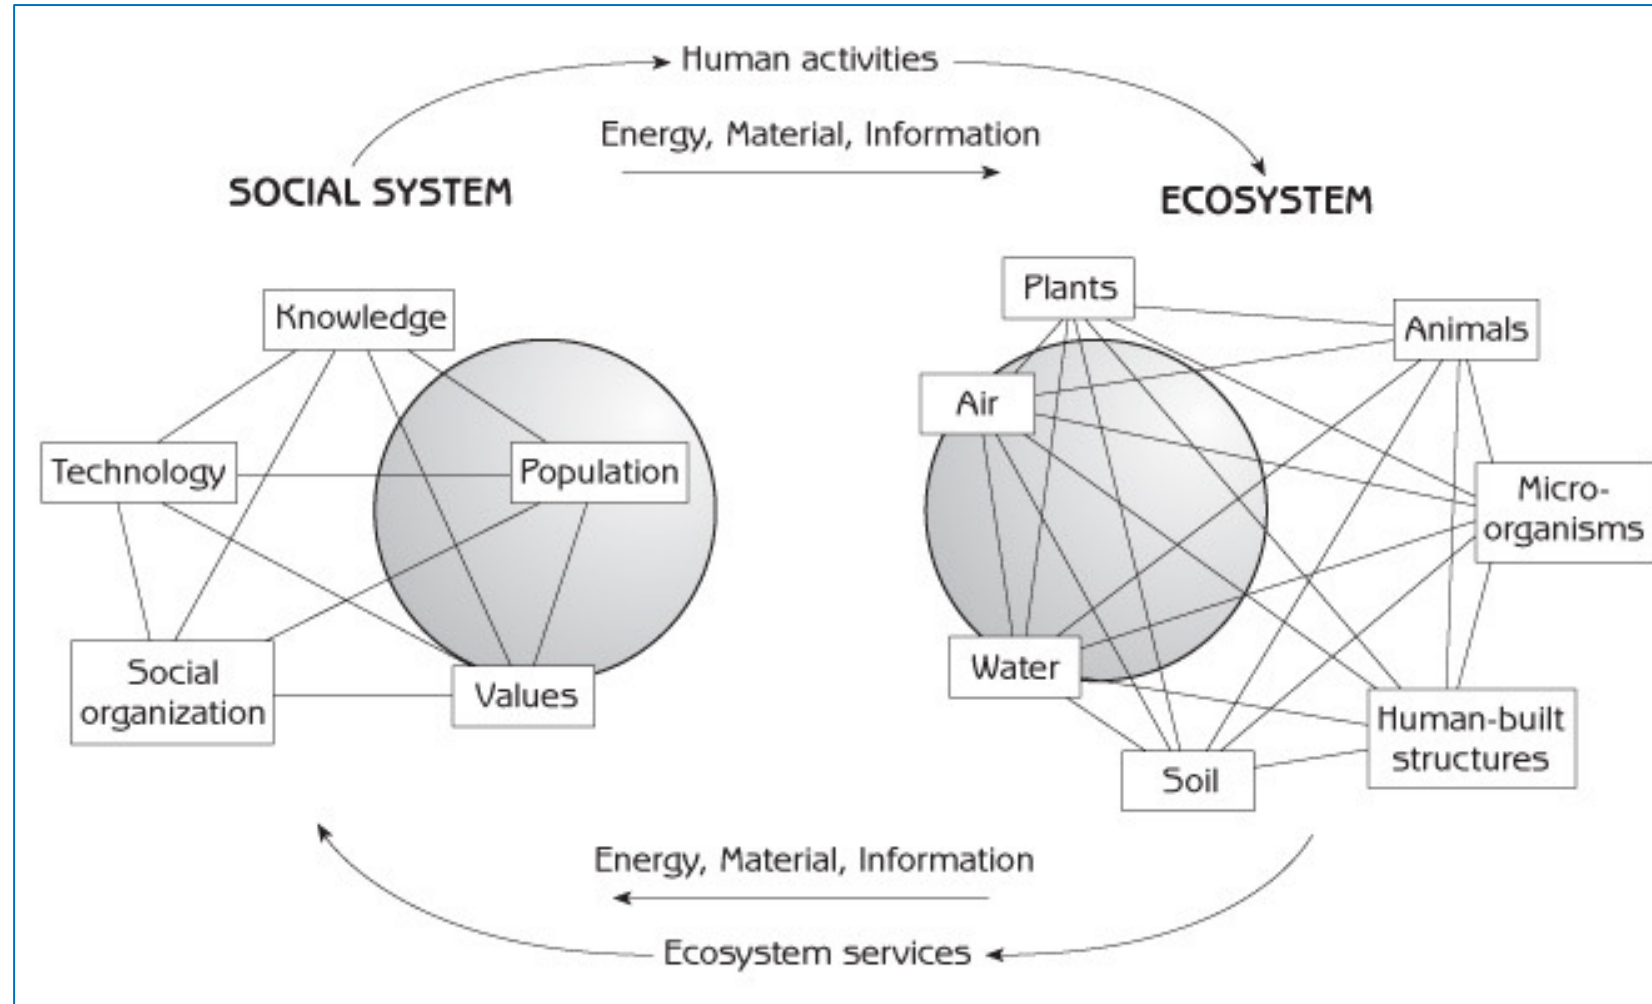 Human activities
Energy, Material, Information
SOCIAL SYSTEM
ECOSYSTEM
Knowledge
Technology
Population
Social
organization
Values
Plants
Animals
Air
Micro-
organisms
Water
Human-built
structures
Soil
Energy, Material, Information
Ecosystem services